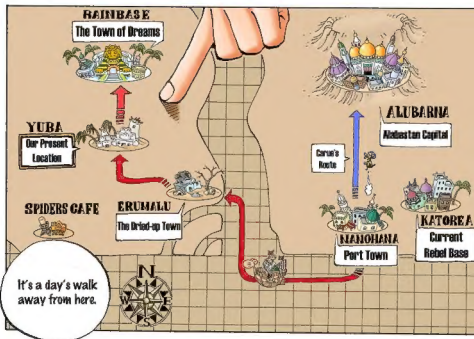 RAINBASE
The Town of Dreams
YUBA
Our Present
Location
SPIDERS CAFE
ERUMALU
The Dried-up Town
It's a day's walk
away from here.
N
W
E
S
ALUBARNA
Alabastan Capital
Carue's
Route
NANOHANA
Port Town
KATOREA
Current
Rebel Base